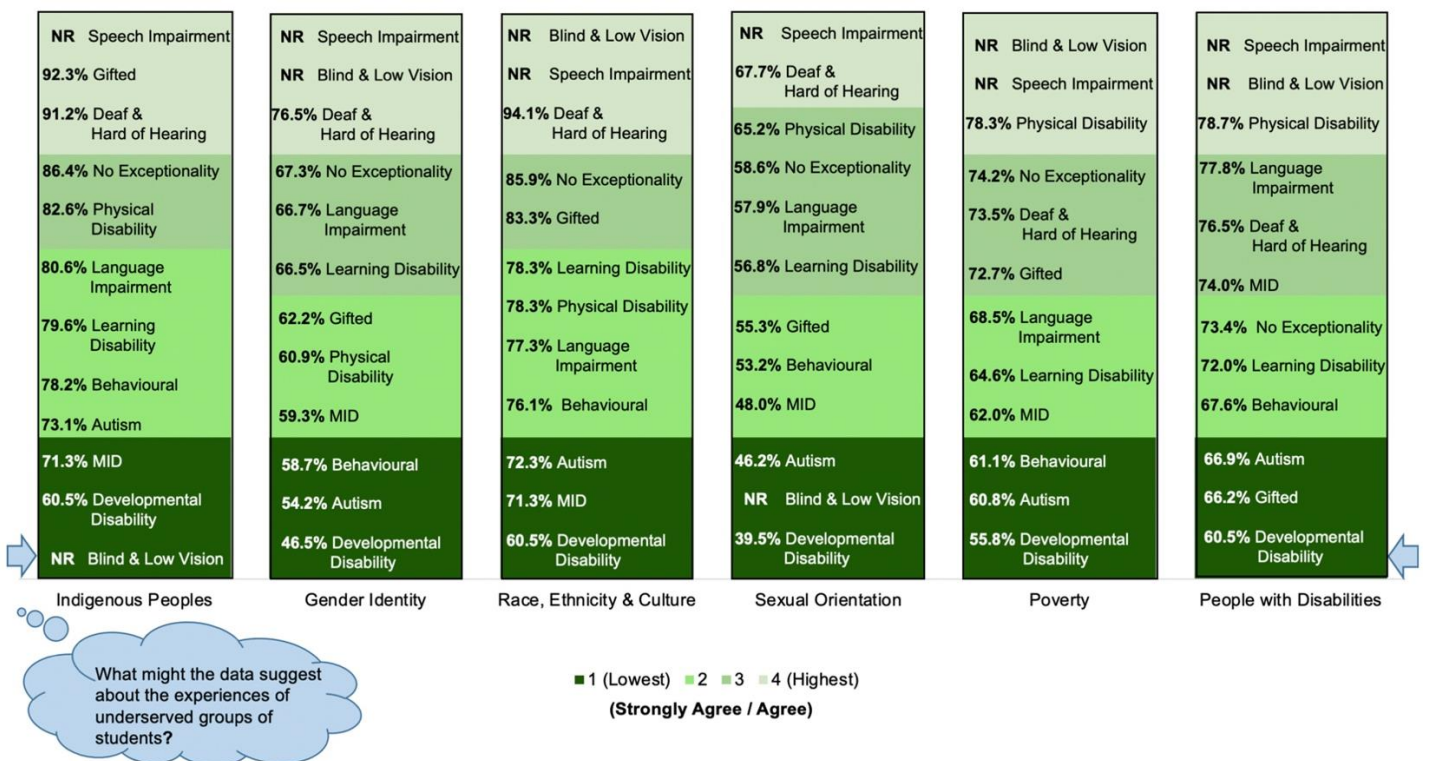 NR Speech Impairment
92.3% Gifted
91.2% Deaf &
Hard of Hearing
86.4% No Exceptionality
82.6% Physical
Disability
80.6% Language
Impairment
79.6% Learning
Disability
78.2% Behavioural
73.1% Autism
71.3% MID
60.5% Developmental
Disability
NR Blind & Low Vision
Indigenous Peoples
NR Speech Impairment
NR Blind & Low Vision
76.5% Deaf &
Hard of Hearing
67.3% No Exceptionality
66.7% Language
Impairment
66.5% Learning Disability
62.2% Gifted
60.9% Physical
Disability
59.3% MID
58.7% Behavioural
54.2% Autism
46.5% Developmental
Disability
Gender Identity
NR Blind & Low Vision
NR Speech Impairment
94.1% Deaf &
Hard of Hearing
85.9% No Exceptionality
83.3% Gifted
78.3% Learning Disability
78.3% Physical Disability
77.3% Language
Impairment
76.1% Behavioural
72.3% Autism
71.3% MID
60.5% Developmental
Disability
Race, Ethnicity & Culture
NR Speech Impairment
67.7% Deaf &
Hard of Hearing
65.2% Physical Disability
58.6% No Exceptionality
57.9% Language
Impairment
56.8% Learning Disability
55.3% Gifted
53.2% Behavioural
48.0% MID
46.2% Autism
NR Blind & Low Vision
39.5% Developmental
Disability
Sexual Orientation
NR Blind & Low Vision
NR Speech Impairment
78.3% Physical Disability
74.2% No Exceptionality
73.5% Deaf &
Hard of Hearing
72.7% Gifted
68.5% Language
Impairment
64.6% Learning Disability
62.0% MID
61.1% Behavioural
60.8% Autism
55.8% Developmental
Disability
Poverty
NR Speech Impairment
NR Blind & Low Vision
78.7% Physical Disability
77.8% Language
Impairment
76.5% Deaf &
Hard of Hearing
74.0% MID
73.4% No Exceptionality
72.0% Learning Disability
67.6% Behavioural
66.9% Autism
66.2% Gifted
60.5% Developmental
Disability
People with Disabilities
What might the data suggest
about the experiences of
underserved groups of
students?
1 (Lowest) 2 3 4 (Highest)
(Strongly Agree / Agree)